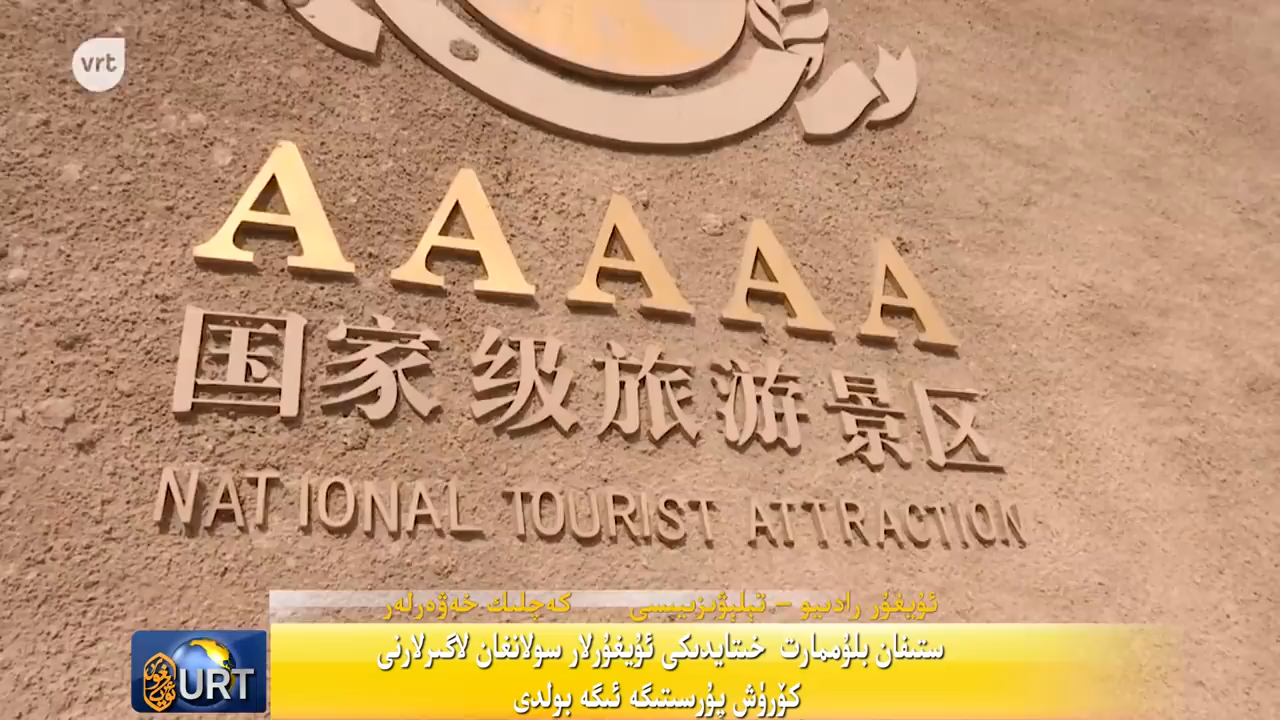 vrt
AAAAA
国家级旅游景区
NATIONAL TOURIST ATTRACTION
ئۇيغۇر رادىيو – تېلېۋىزىيىسى كەچلىك خەۋەرلەر
ستىفان بلۇممارت خىتايدىكى ئۇيغۇرلار سولانغان لاگىرلارنى
كۆرۈش پۇرسىتىگە ئىگە بولدى
URT